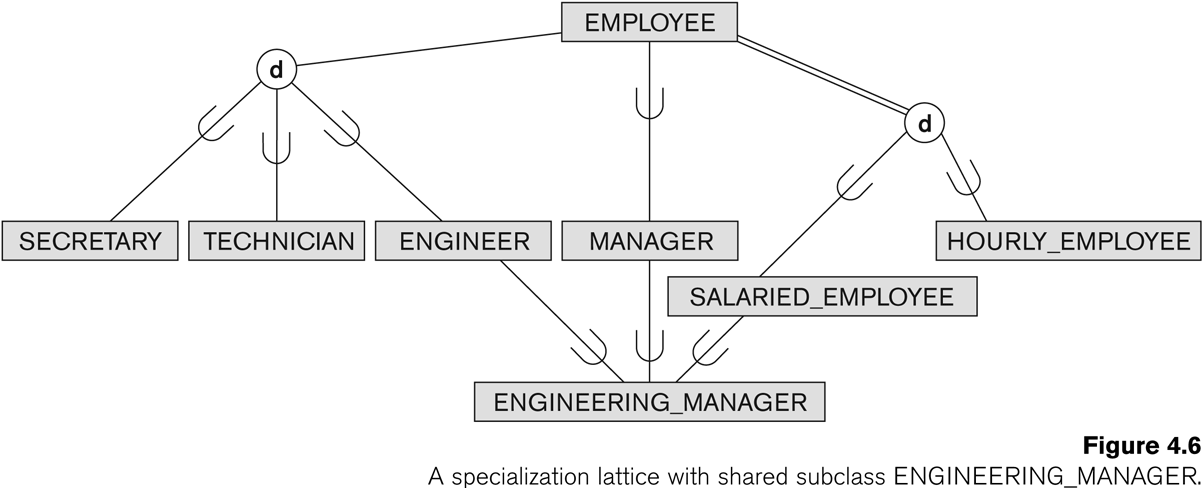 EMPLOYEE
d
d
SECRETARY
TECHNICIAN
ENGINEER
MANAGER
HOURLY_EMPLOYEE
SALARIED_EMPLOYEE
ENGINEERING_MANAGER
Figure 4.6
A specialization lattice with shared subclass ENGINEERING_MANAGER.